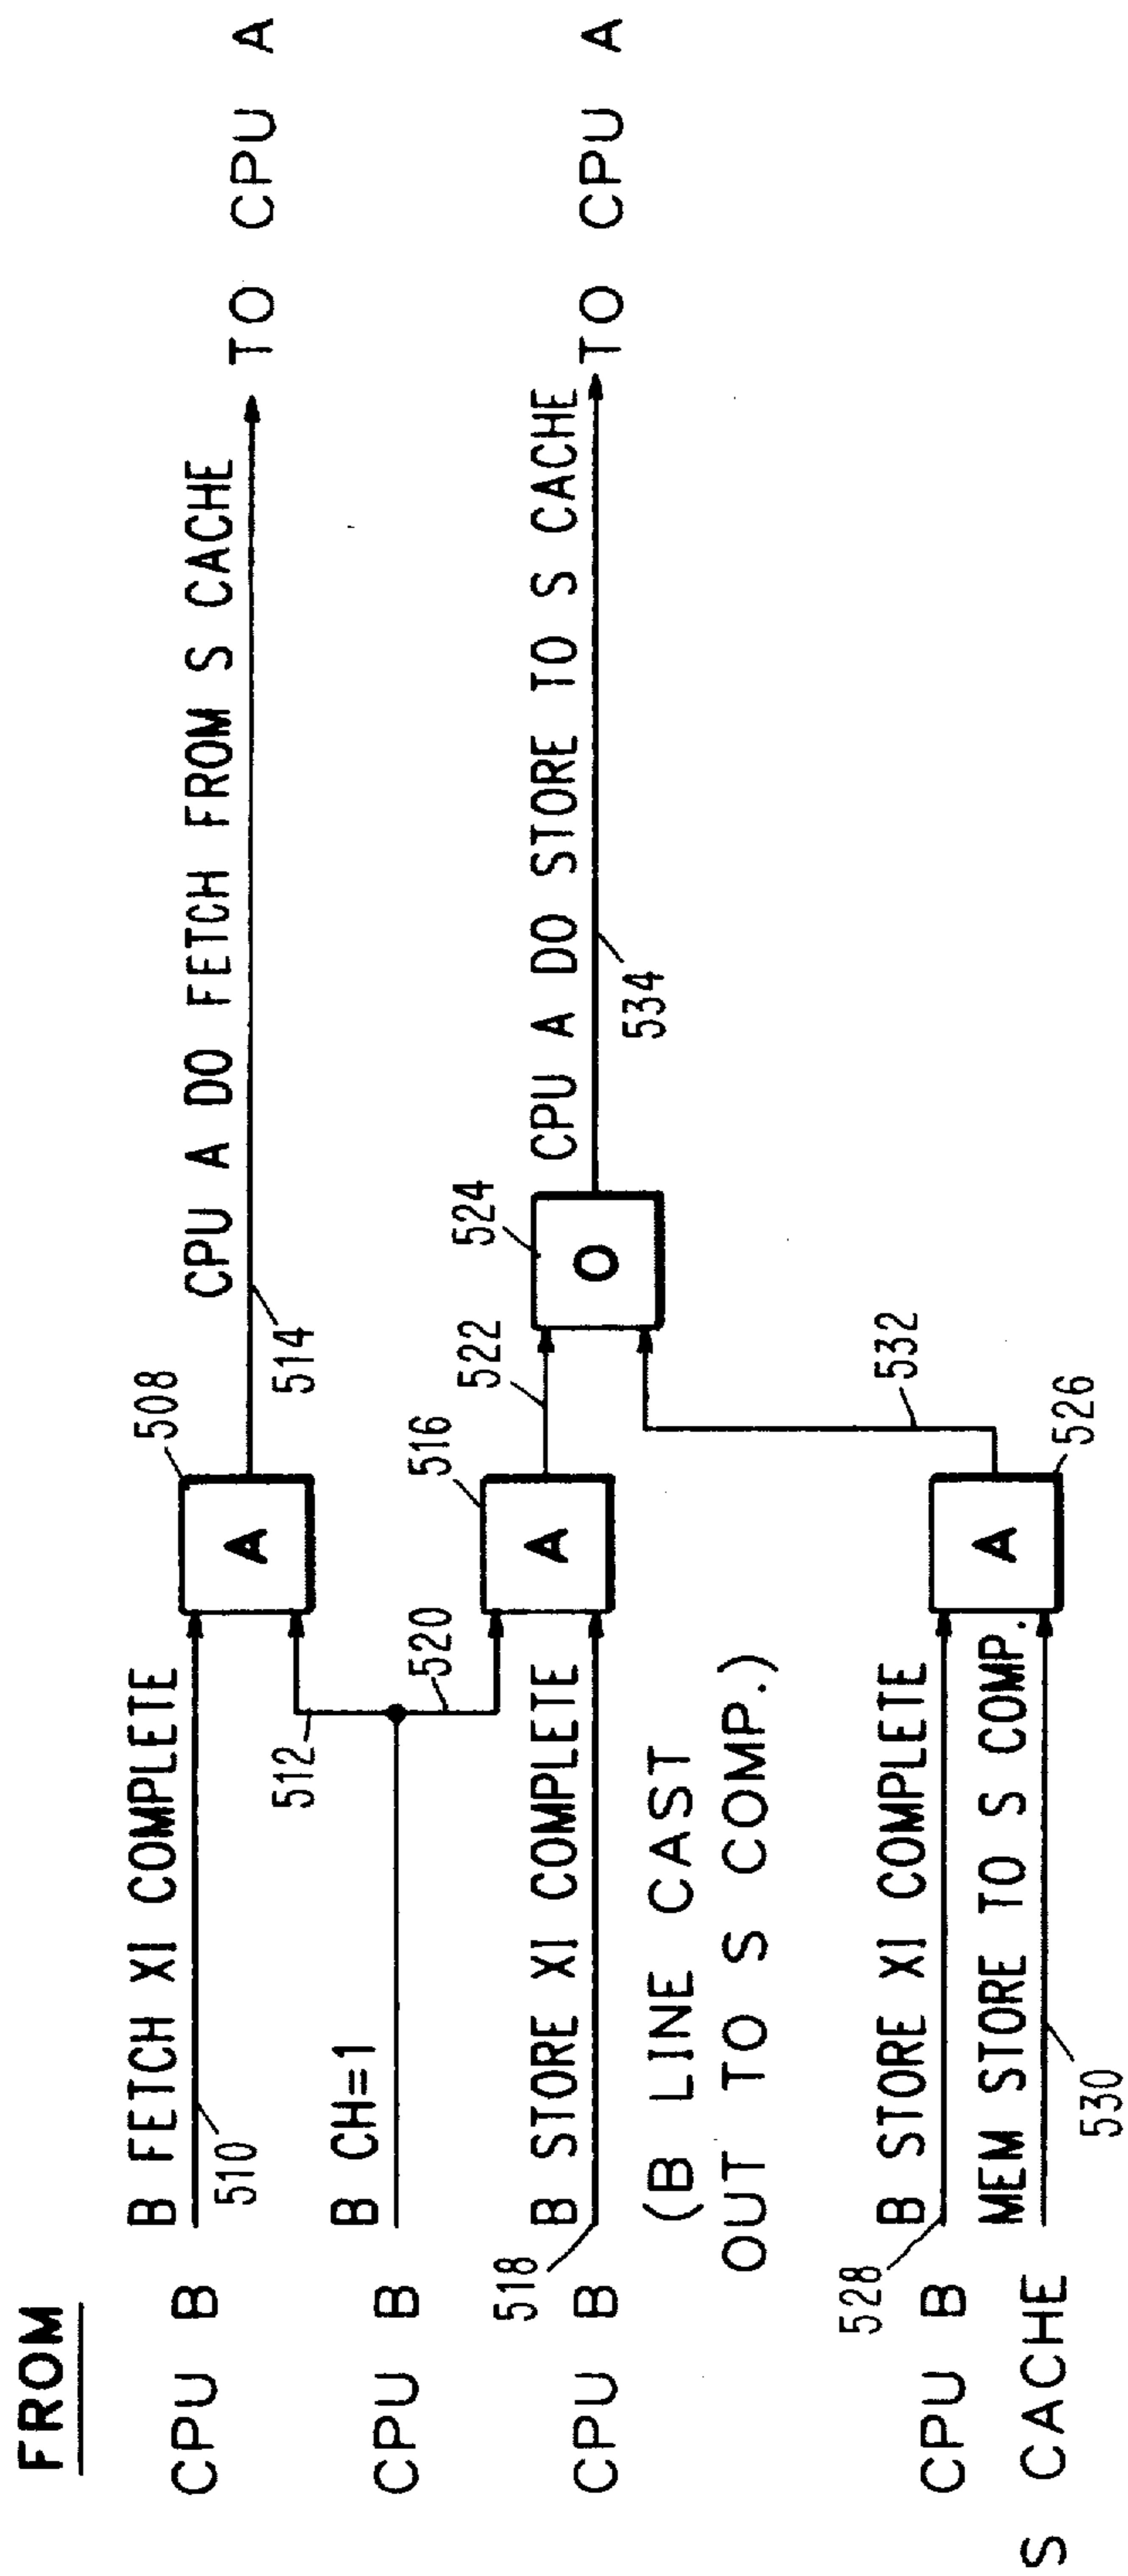 FROM
CPU B
B FETCH XI COMPLETE
510
508
A
514
CPU A DO FETCH FROM S CACHE
TO CPU A
512
CPU B
B CH=1
520
516
A
522
524
O
CPU A DO STORE TO S CACHE
534
TO CPU A
CPU B
518
B STORE XI COMPLETE
(B LINE CAST
OUT TO S COMP.)
CPU B
528
B STORE XI COMPLETE
A
526
532
S CACHE
MEM STORE TO S COMP.
530